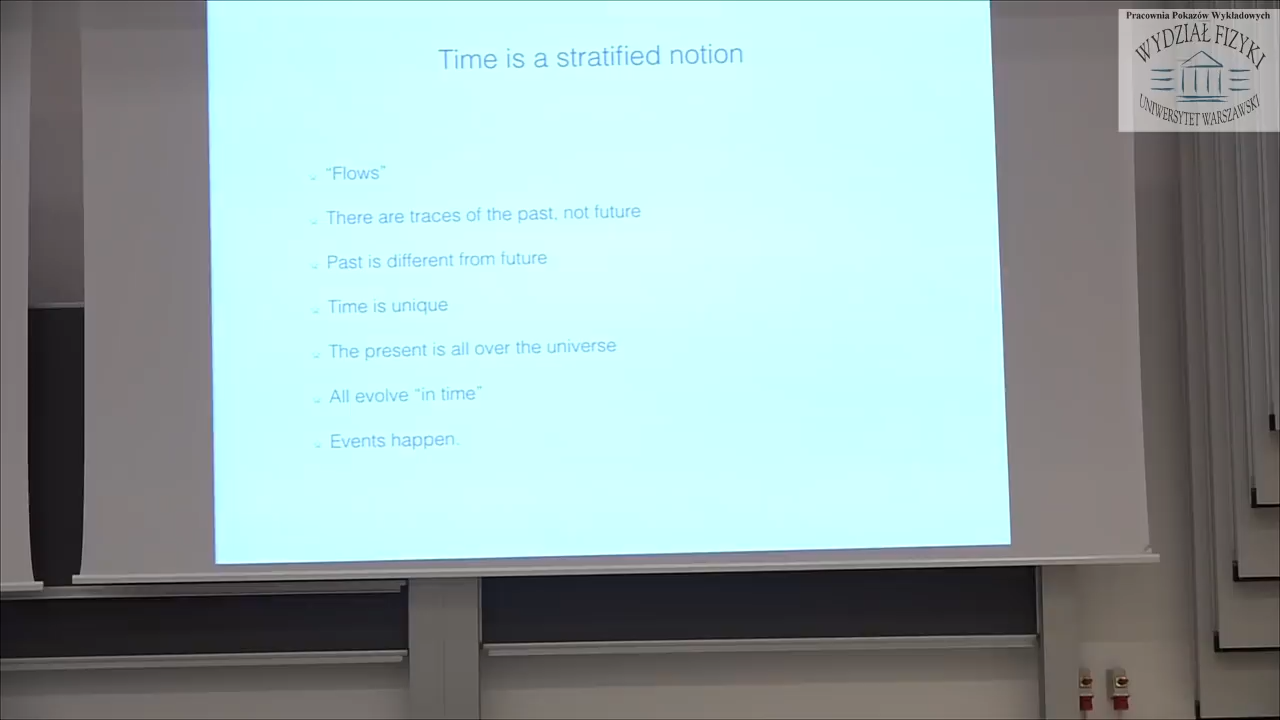 Pracownia Pokazów Wykładowych
WYDZIAŁ FIZYKI
UNIWERSYTET WARSZAWSKI
Time is a stratified notion
“Flows”
There are traces of the past, not future
Past is different from future
Time is unique
The present is all over the universe
All evolve “in time”
Events happen.